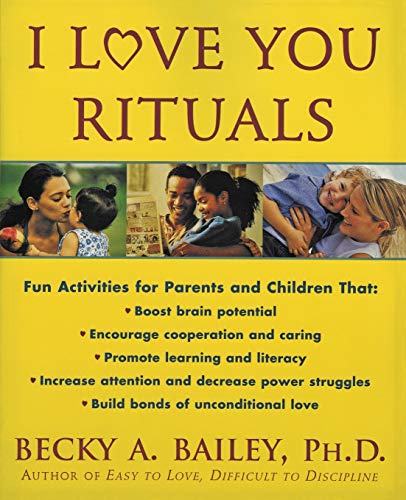 I LOVE YOU
RITUALS
Fun Activities for Parents and Children That:
Boost brain potential
Encourage cooperation and caring
Promote learning and literacy
Increase attention and decrease power struggles
Build bonds of unconditional love
BECKY A. BAILEY, PH.D.
AUTHOR OF EASY TO LOVE, DIFFICULT TO DISCIPLINE